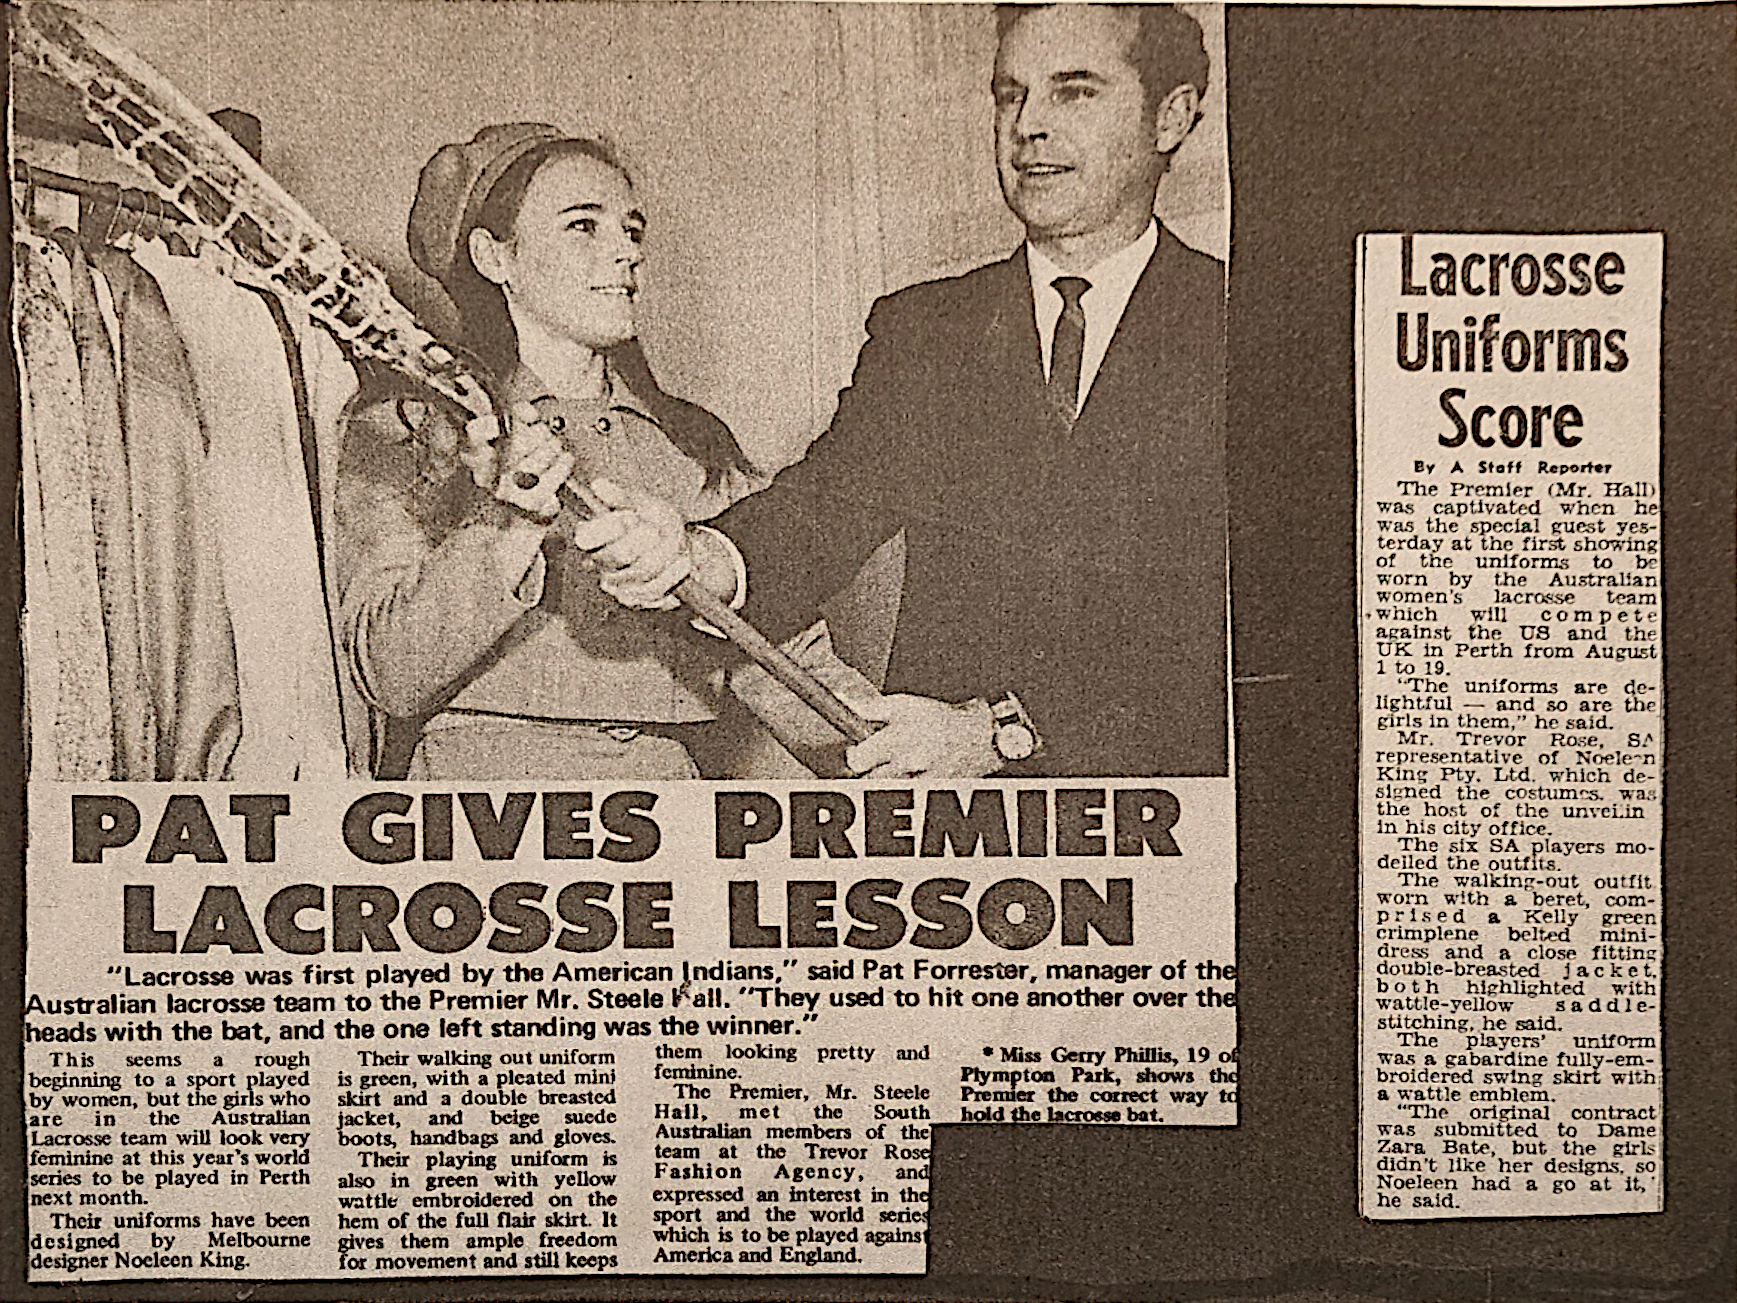 PAT GIVES PREMIER
LACROSSE LESSON
"Lacrosse was first played by the American Indians," said Pat Forrester, manager of the
Australian lacrosse team to the Premier Mr. Steele Hall. "They used to hit one another over the
heads with the bat, and the one left standing was the winner."
This seems a rough
beginning to a sport played
by women, but the girls who
are in the Australian
Lacrosse team will look very
feminine at this year's world
series to be played in Perth
next month.
Their uniforms have been
designed by Melbourne
designer Noeleen King.
Their walking out uniform
is green, with a pleated mini
skirt and a double breasted
jacket, and beige suede
boots, handbags and gloves.
Their playing uniform is
also in green with yellow
wattle embroidered on the
hem of the full flair skirt. It
gives them ample freedom
for movement and still keeps
them looking pretty and
feminine.
The Premier, Mr. Steele
Hall, met the South
Australian members of the
team at the Trevor Rose
Fashion Agency, and
expressed an interest in the
sport and the world series
which is to be played against
America and England.
* Miss Gerry Phillis, 19 of
Plympton Park, shows the
Premier the correct way to
hold the lacrosse bat.
Lacrosse
Uniforms
Score
By A Staff Reporter
The Premier (Mr. Hall)
was captivated when he
was the special guest yes-
terday at the first showing
of the uniforms to be
worn by the Australian
women's lacrosse team
which will compete
against the US and the
UK in Perth from August
1 to 19.
"The uniforms are de-
lightful — and so are the
girls in them," he said.
Mr. Trevor Rose, SA
representative of Noeleen
King Pty. Ltd. which de-
signed the costumes, was
the host of the unveilin
in his city office.
The six SA players mo-
delled the outfits.
The walking-out outfit
worn with a beret, com-
prised a Kelly green
crimplene belted mini-
dress and a close fitting
double-breasted jacket,
both highlighted with
wattle-yellow saddle-
stitching, he said.
The players' uniform
was a gabardine fully-em-
broidered swing skirt with
a wattle emblem.
"The original contract
was submitted to Dame
Zara Bate, but the girls
didn't like her designs, so
Noeleen had a go at it,'
he said.